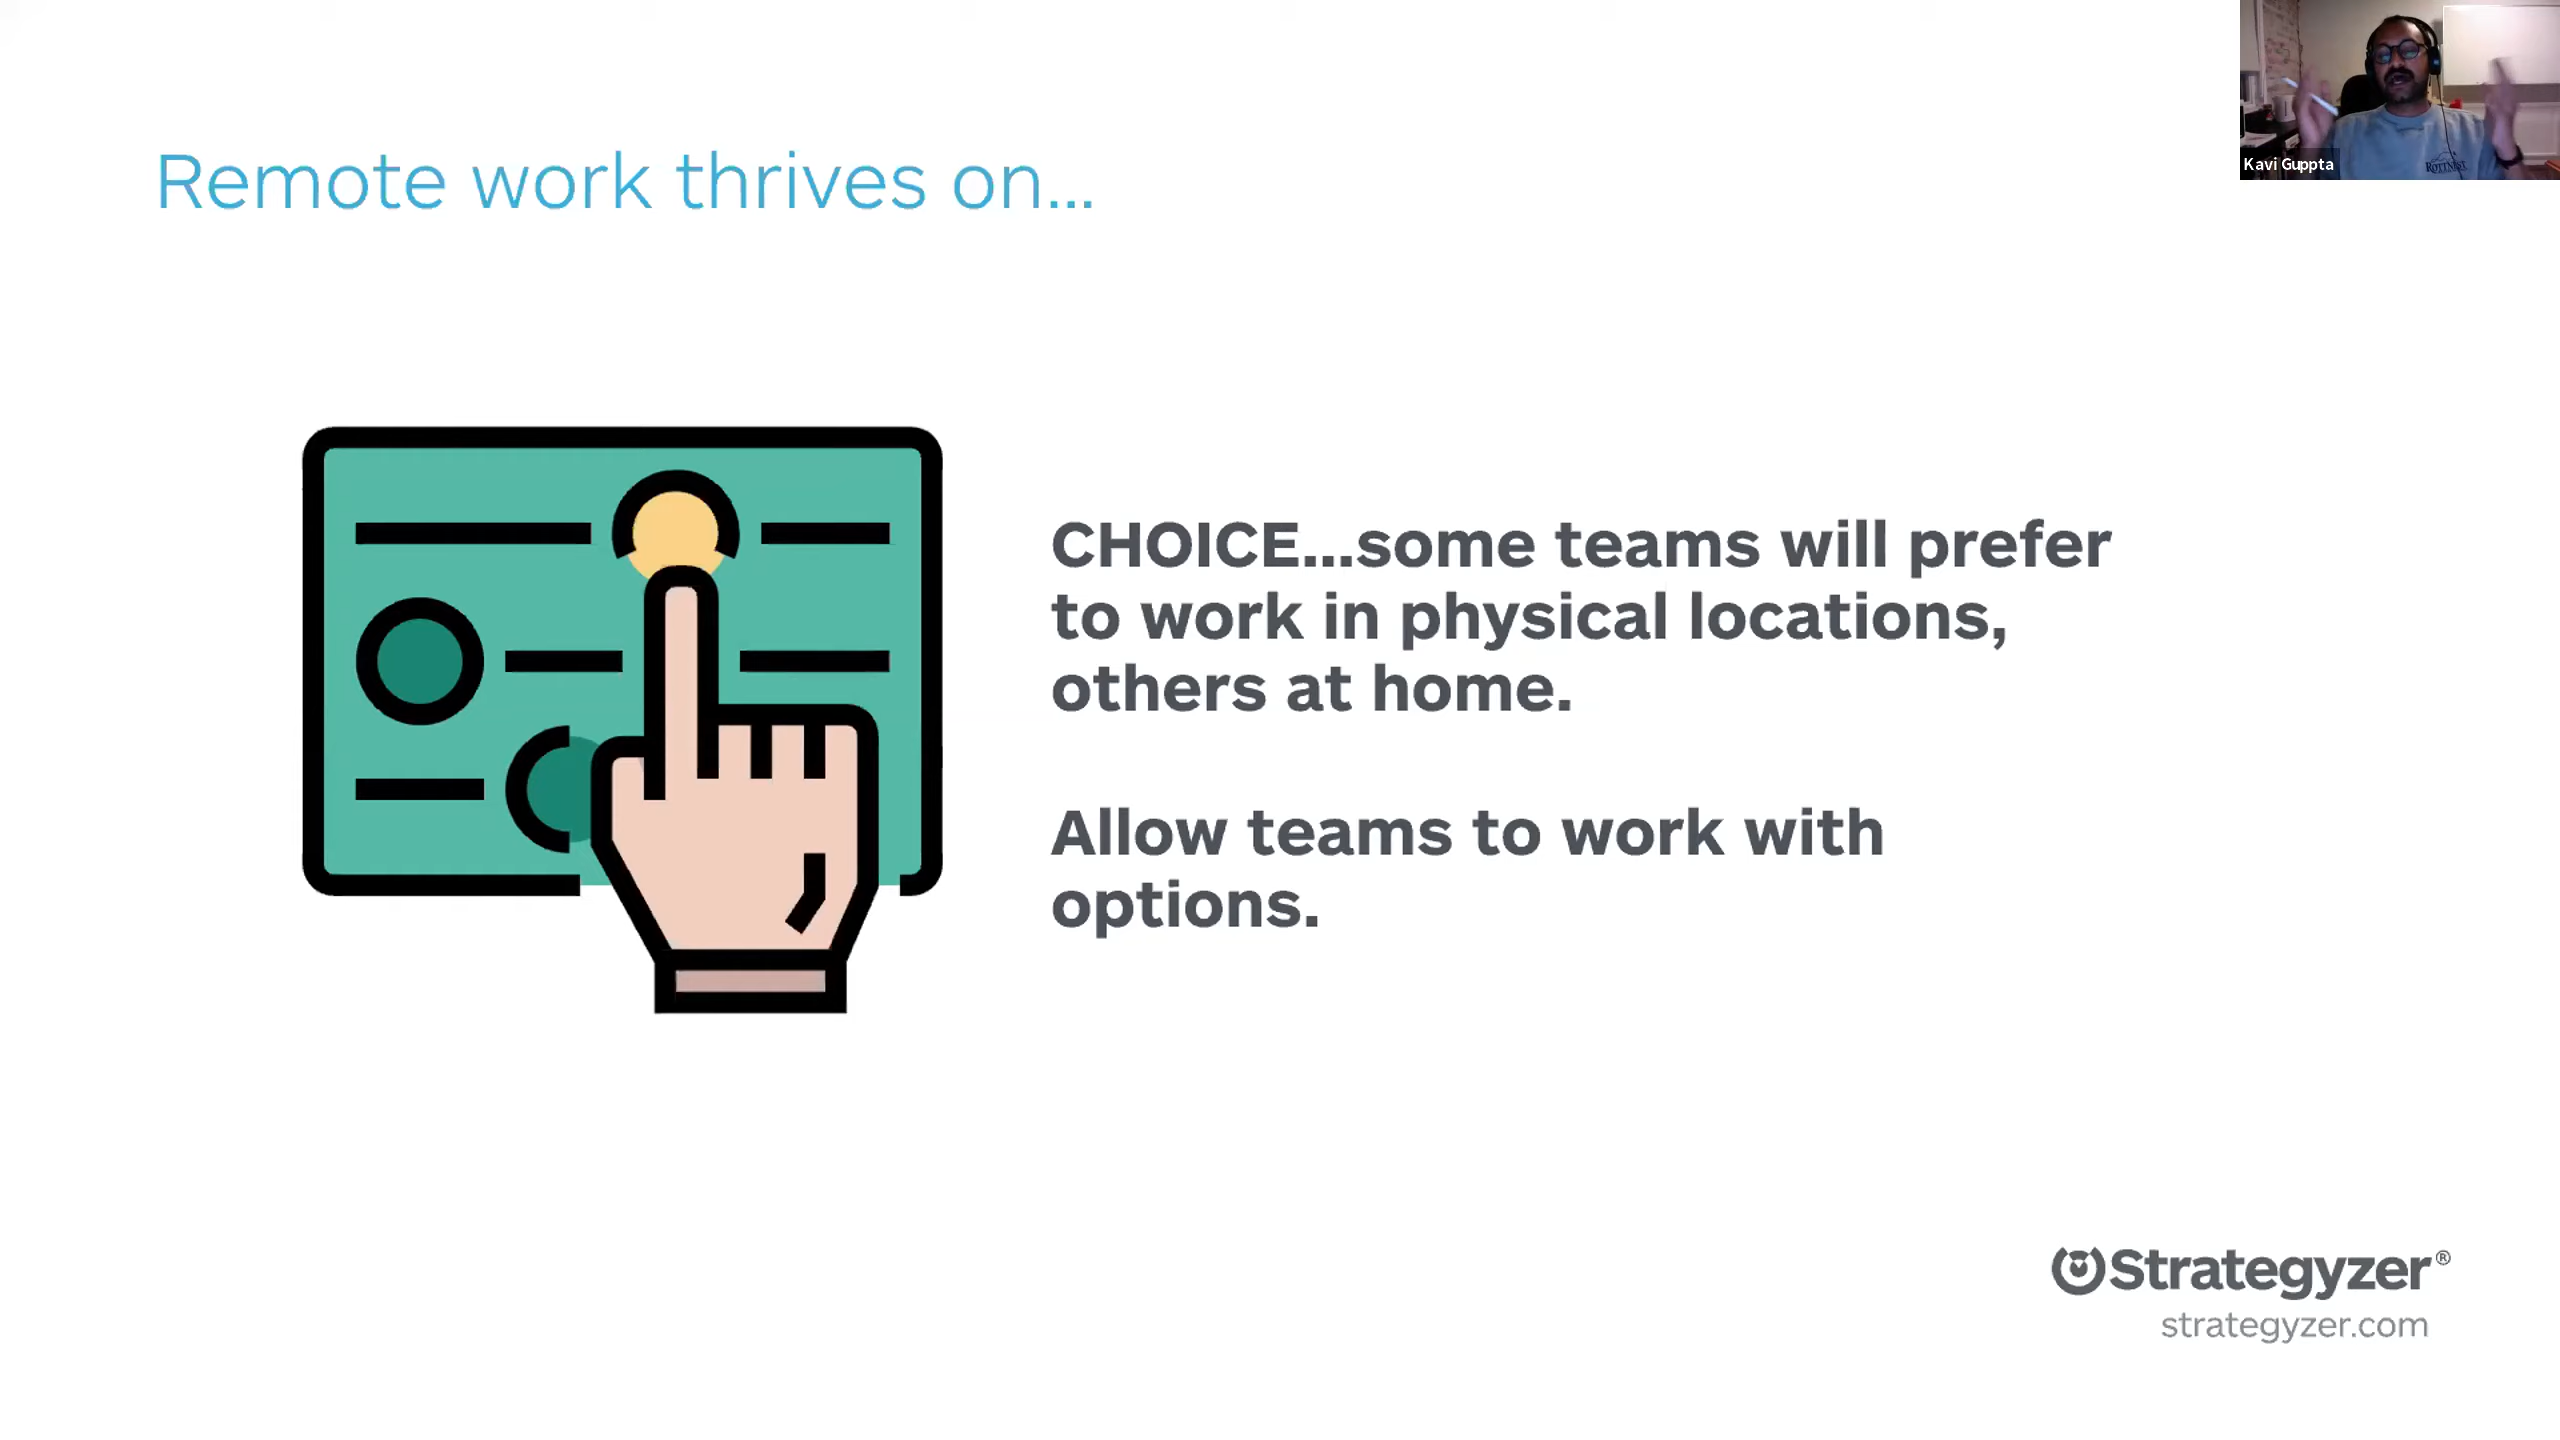 Remote work thrives on...
CHOICE...some teams will prefer
to work in physical locations,
others at home.
Allow teams to work with
options.
Kavi Guppta
ROTTNEST
Strategyzer®
strategyzer.com